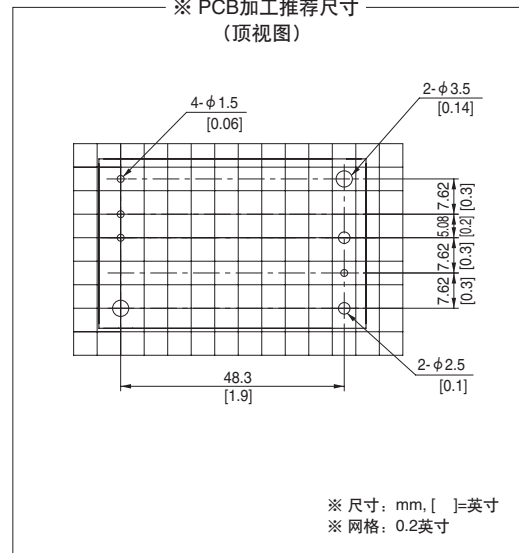 ※ PCB加工推荐尺寸
(顶视图)
4-φ1.5
[0.06]
2-φ3.5
[0.14]
7.62
[0.3]
5.08
[0.2]
7.62
[0.3]
7.62
[0.3]
2-φ2.5
[0.1]
48.3
[1.9]
※ 尺寸：mm, [ ]=英寸
※ 网格：0.2英寸